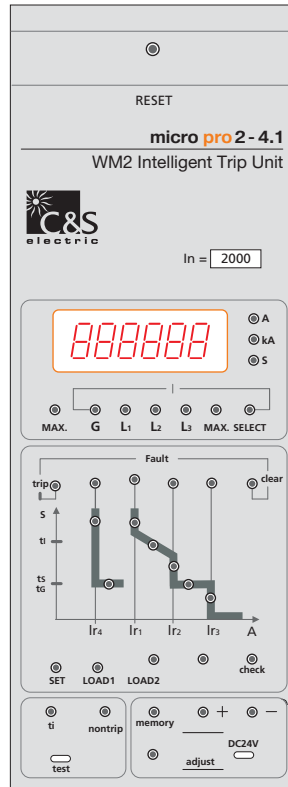 RESET
micro pro 2 - 4.1
WM2 Intelligent Trip Unit
C&S
electric
In = 2000
888888
A
kA
S
I
MAX. G L1 L2 L3 MAX. SELECT
Fault
trip
clear
S
tl
ts
tG
Ir4 Ir1 Ir2 Ir3 A
SET LOAD1 LOAD2 check
ti nontrip memory + −
test adjust DC24V